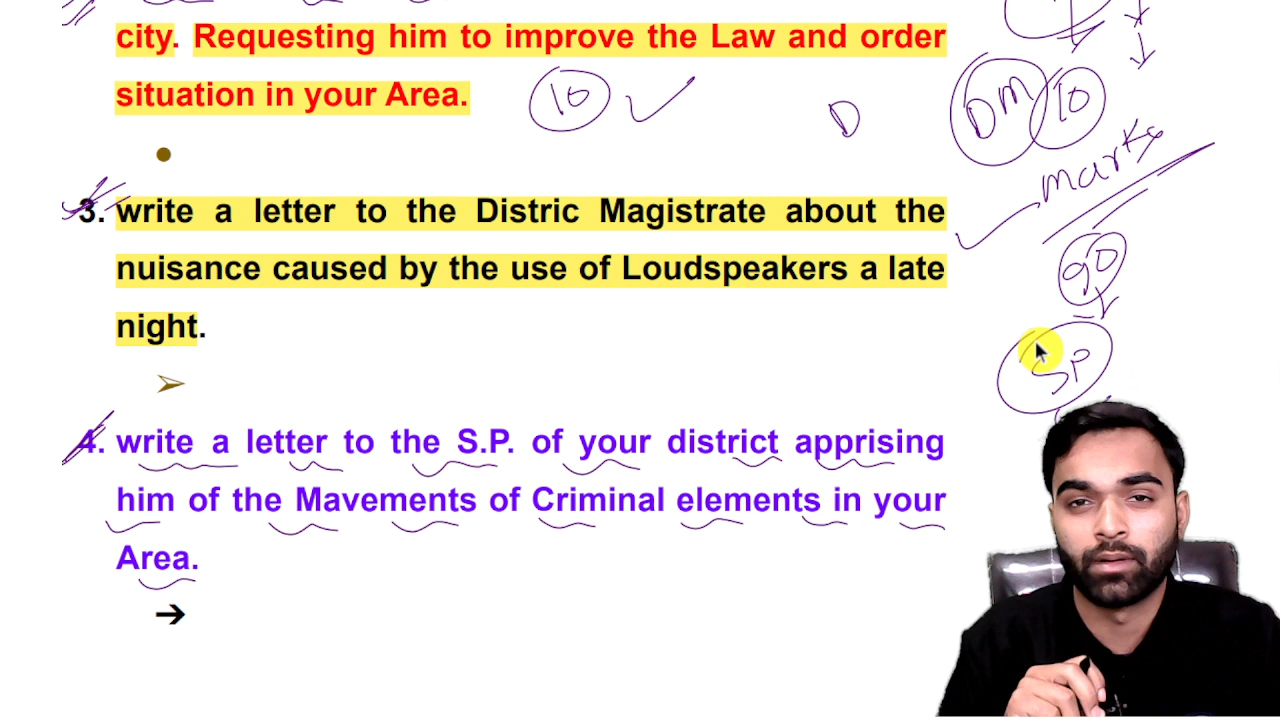 city. Requesting him to improve the Law and order
situation in your Area.
10
D
DM 10
marks
3. write a letter to the Distric Magistrate about the
nuisance caused by the use of Loudspeakers a late
night.
90
SP
4. write a letter to the S.P. of your district apprising
him of the Mavements of Criminal elements in your
Area.